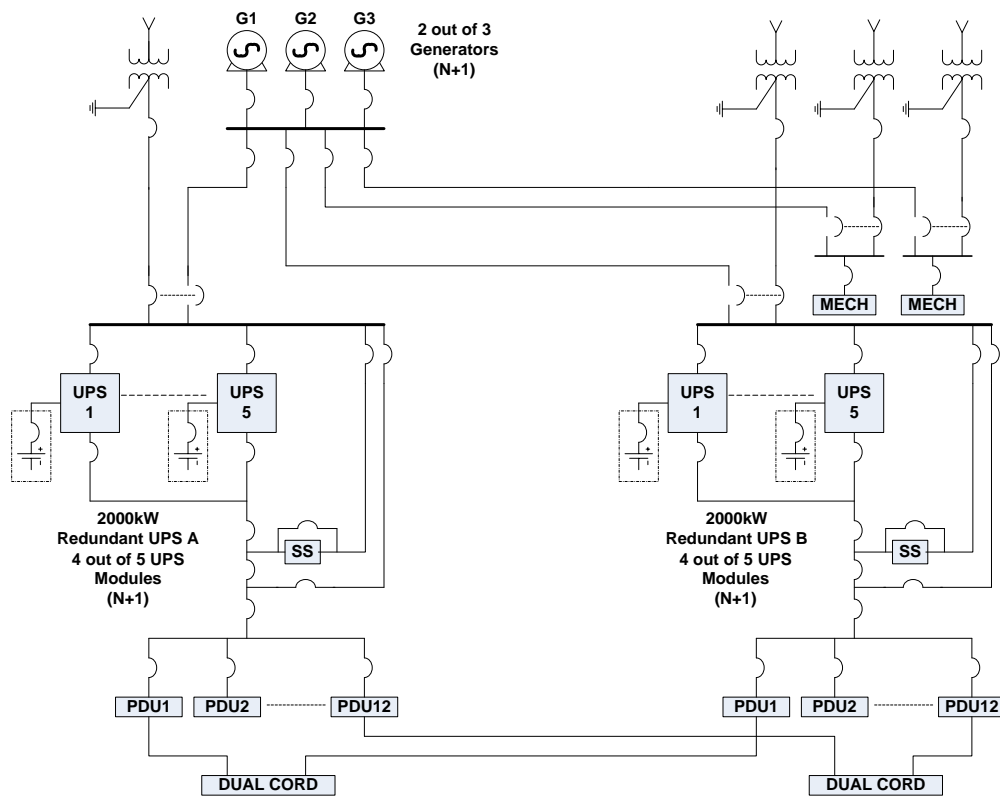 G1
G2
G3
2 out of 3
Generators
(N+1)
MECH
MECH
UPS
1
UPS
5
UPS
1
UPS
5
+
+
+
+
2000kW
Redundant UPS A
4 out of 5 UPS
Modules
(N+1)
SS
2000kW
Redundant UPS B
4 out of 5 UPS
Modules
(N+1)
SS
PDU1
PDU2
PDU12
PDU1
PDU2
PDU12
DUAL CORD
DUAL CORD